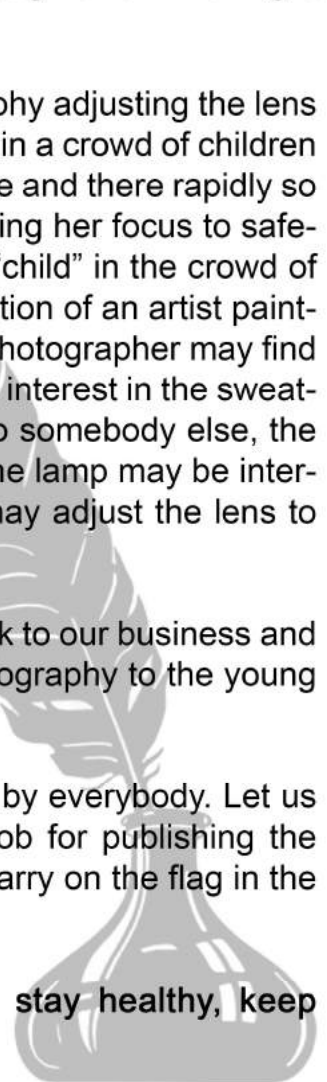 phy adjusting the lens
in a crowd of children
e and there rapidly so
ing her focus to safe-
"child" in the crowd of
tion of an artist paint-
hotographer may find
interest in the sweat-
o somebody else, the
ne lamp may be inter-
nay adjust the lens to
k to our business and
ography to the young
by everybody. Let us
ob for publishing the
arry on the flag in the
stay healthy, keep